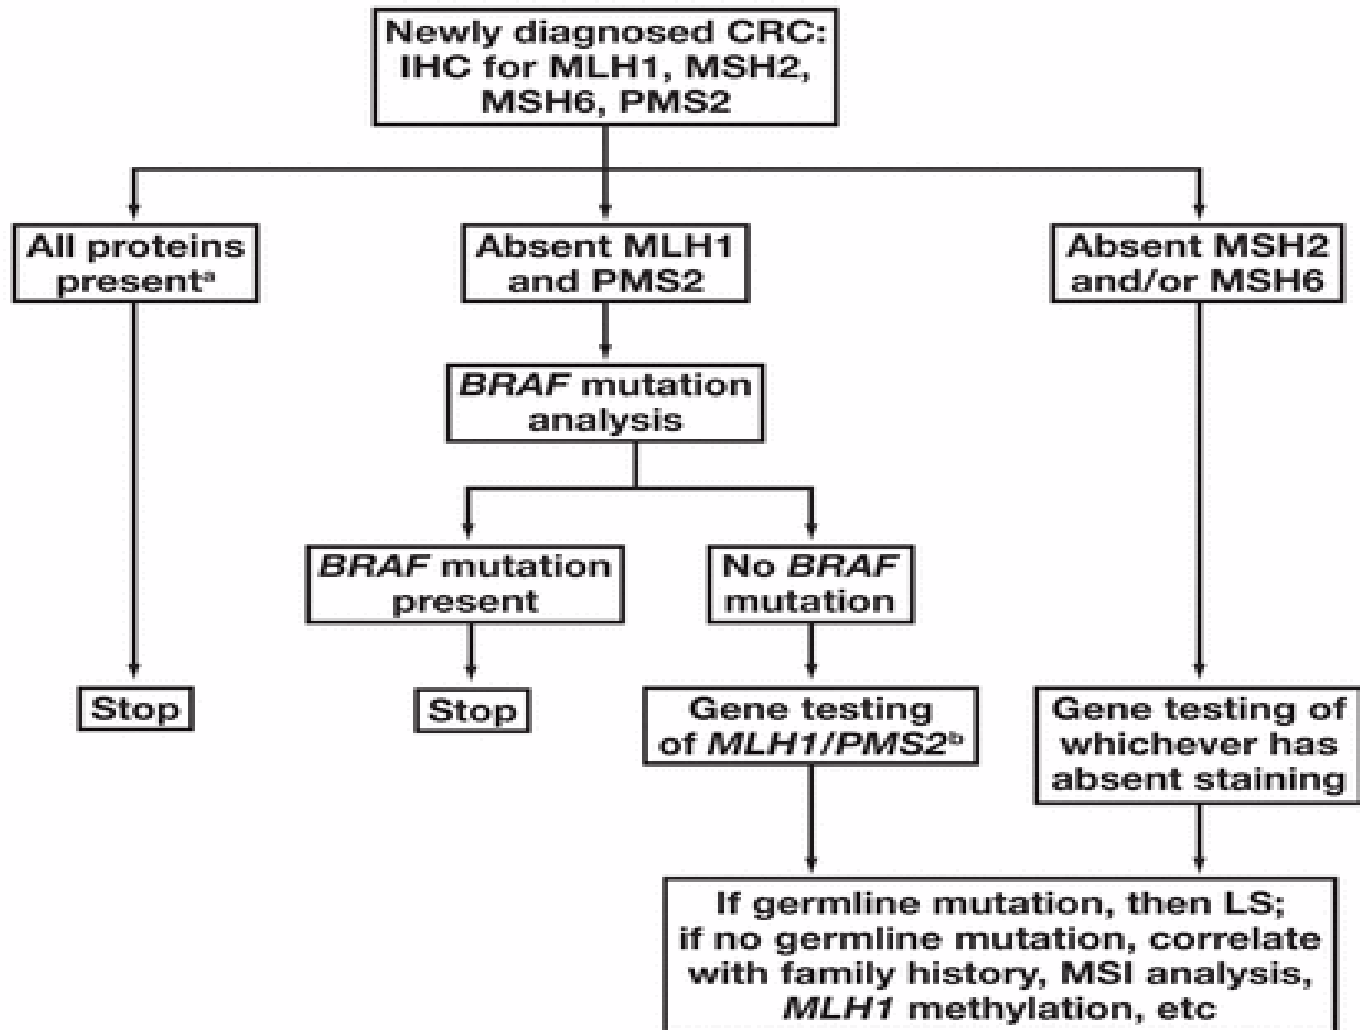 Newly diagnosed CRC:
IHC for MLH1, MSH2,
MSH6, PMS2
All proteins
presentᵃ
Absent MLH1
and PMS2
Absent MSH2
and/or MSH6
BRAF mutation
analysis
BRAF mutation
present
No BRAF
mutation
Stop
Stop
Gene testing
of MLH1/PMS2ᵇ
Gene testing of
whichever has
absent staining
If germline mutation, then LS;
if no germline mutation, correlate
with family history, MSI analysis,
MLH1 methylation, etc